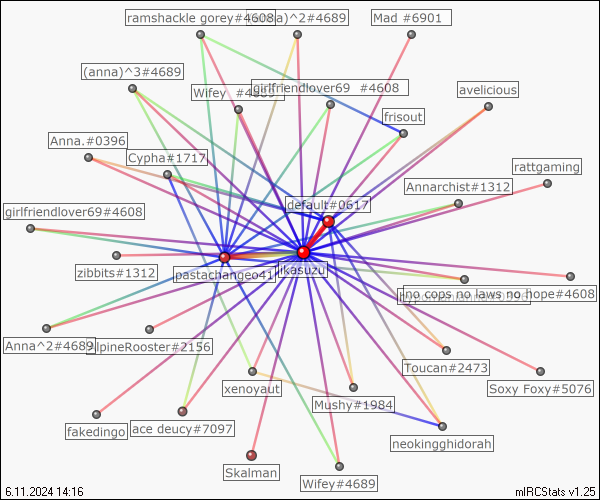 ramshackle gorey#4608
(anna)^2#4689
Mad #6901
(anna)^3#4689
Wifey #4689
girlfriendlover69 #4608
avelicious
frisout
Anna.#0396
Cypha#1717
rattgaming
Annarchist#1312
default#0617
girlfriendlover69#4608
zibbits#1312
pastachangeo41
ikasuzu
no cops no laws no hope#4608
Anna^2#4689
AlpineRooster#2156
Toucan#2473
xenoyaut
Soxy Foxy#5076
Mushy#1984
fakedingo
ace deucy#7097
neokingghidorah
Skalman
Wifey#4689
6.11.2024 14:16
mIRCStats v1.25